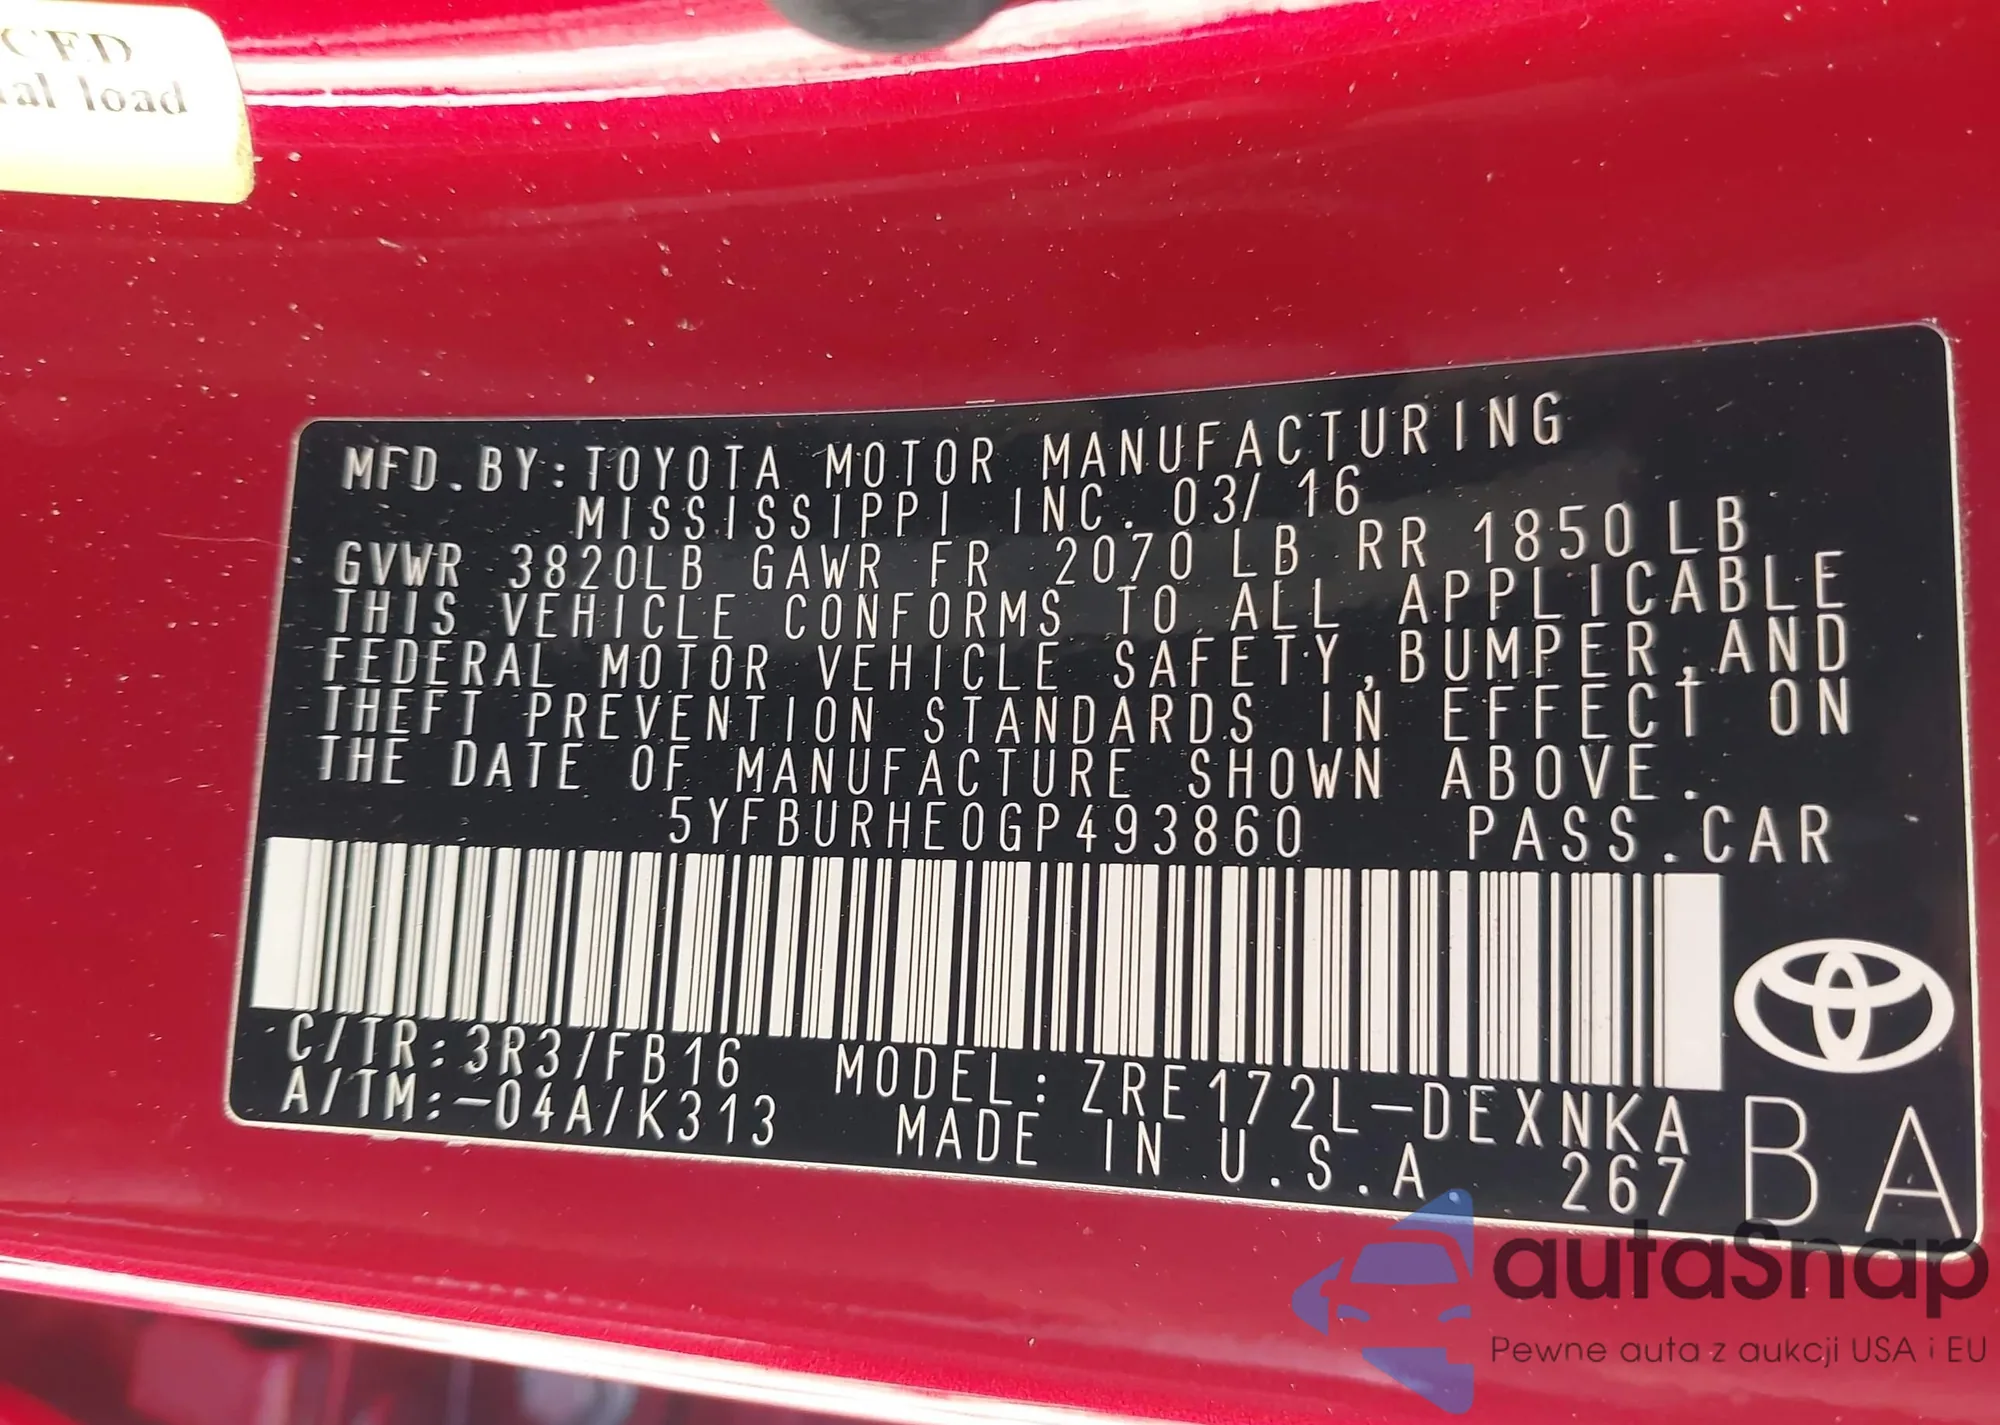 CED
al load
MFD.BY:TOYOTA MOTOR MANUFACTURING
MISSISSIPPI INC. 03/16
GVWR 3820LB GAWR FR 2070 LB RR 1850LB
THIS VEHICLE CONFORMS TO ALL APPLICABLE
FEDERAL MOTOR VEHICLE SAFETY,BUMPER,AND
THEFT PREVENTION STANDARDS IN EFFECT ON
THE DATE OF MANUFACTURE SHOWN ABOVE.
5YFBURHE0GP493860 PASS.CAR
C/TR:3R3/FB16 MODEL:ZRE172L-DEXNKA
A/TM:-04A/K313 MADE IN U.S.A 267
BA
autaSnap
Pewne auta z aukcji USA i EU